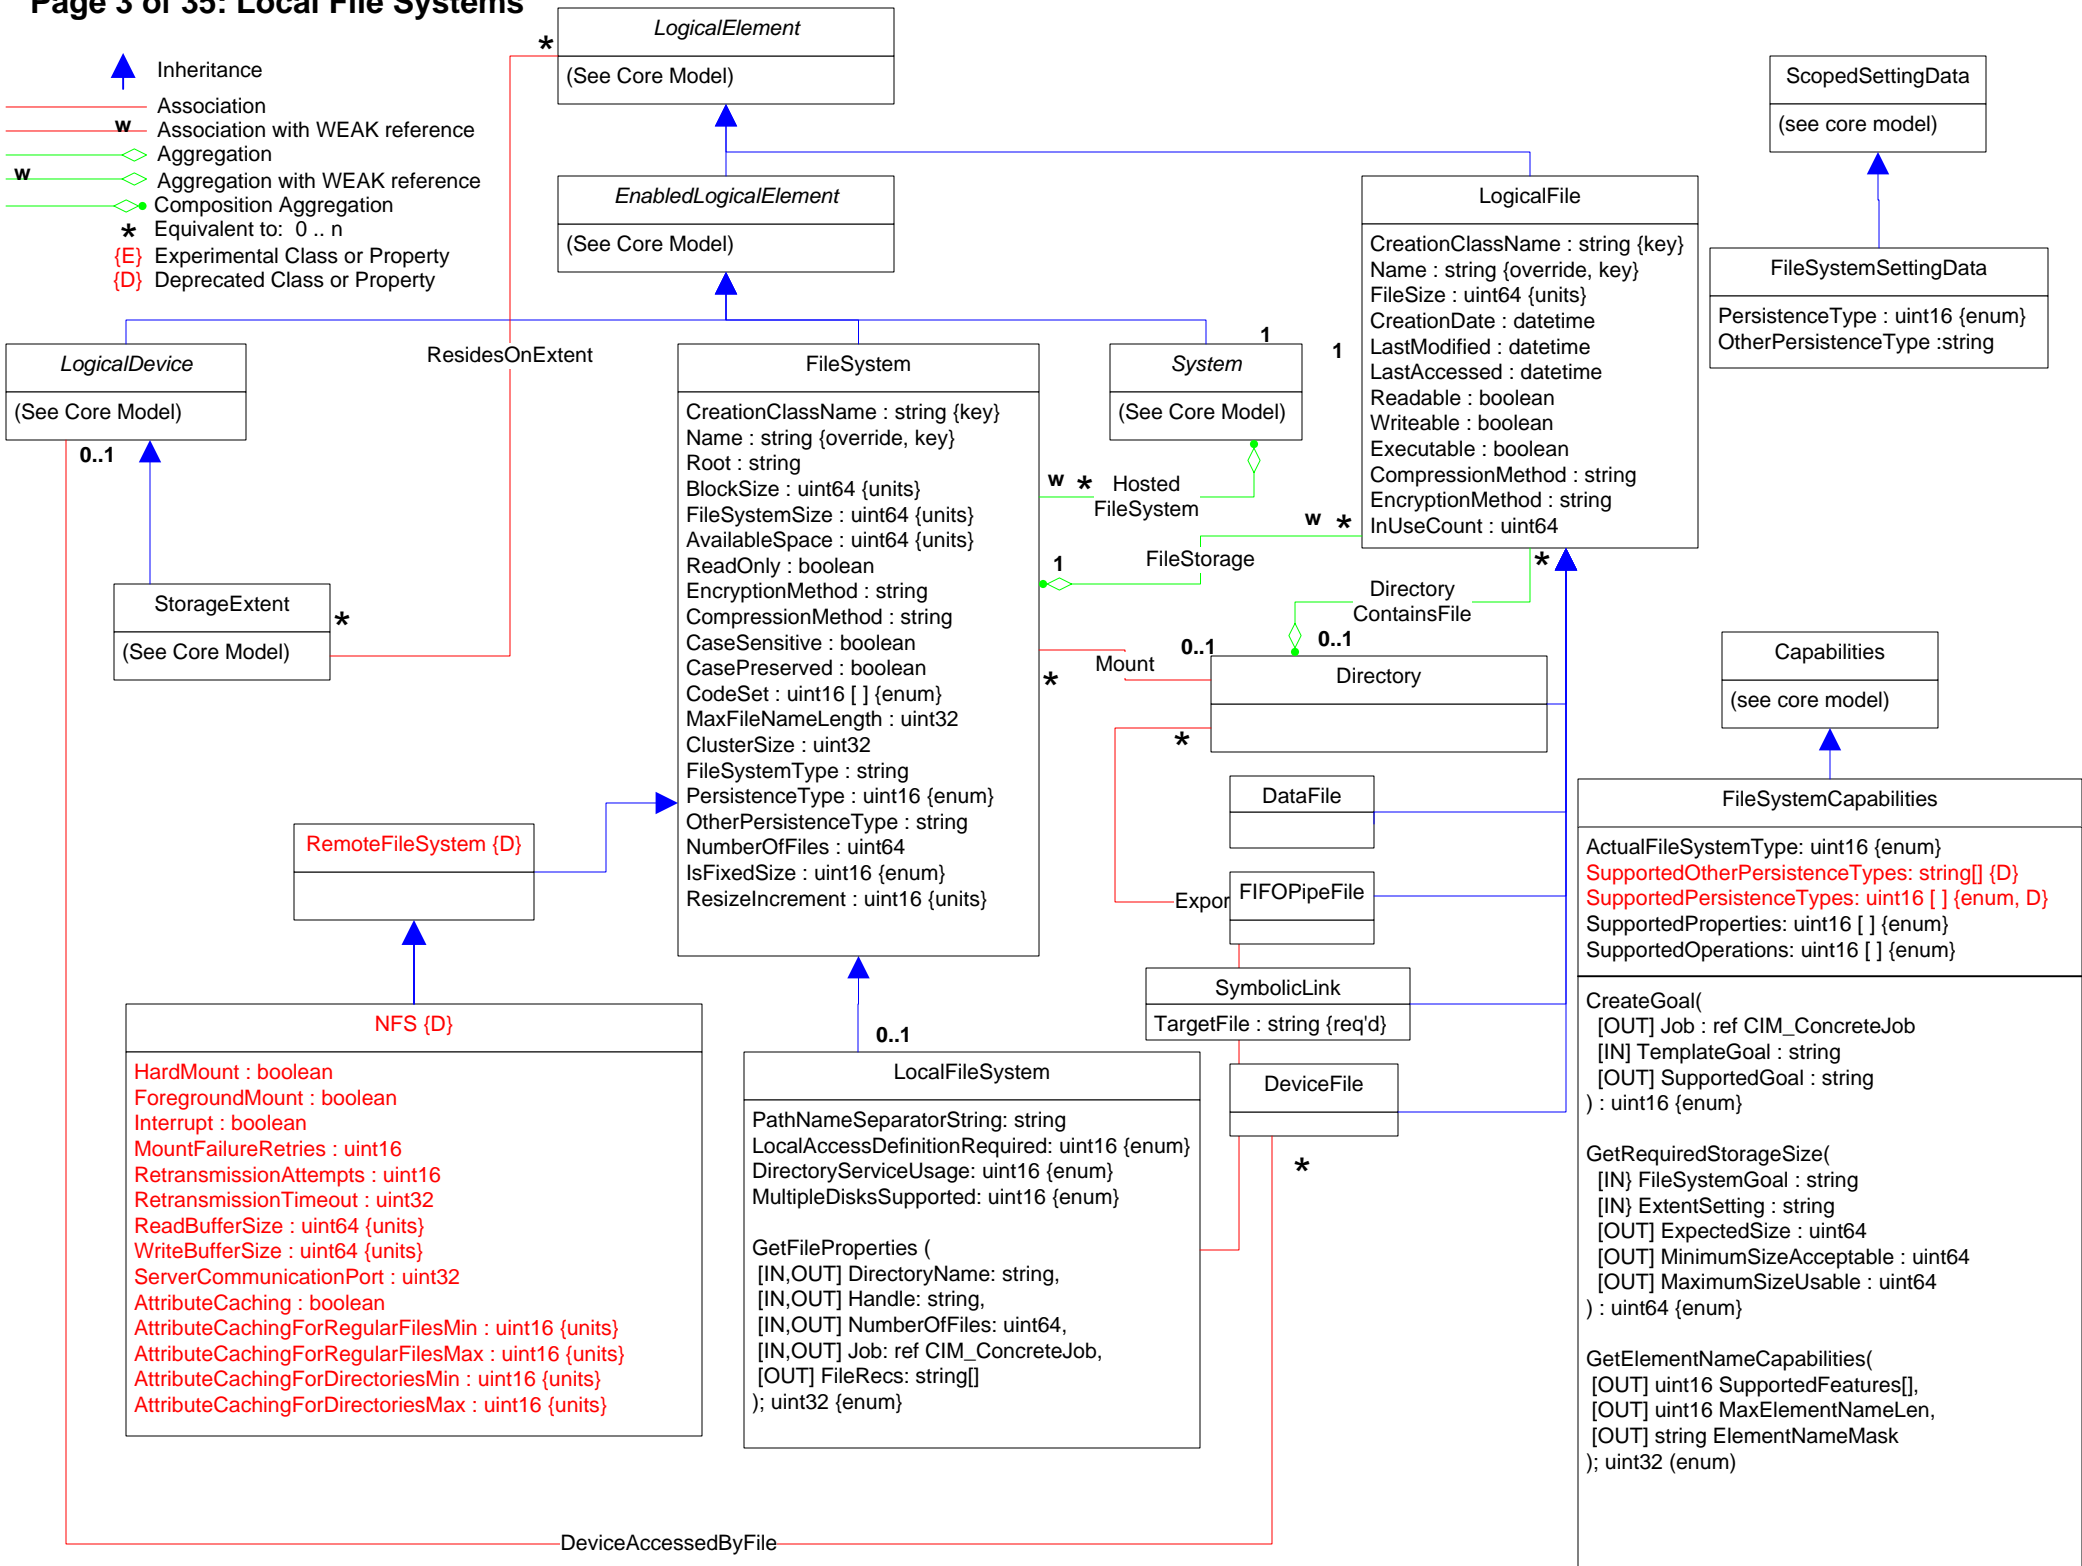 Page 3 of 35: Local File Systems
Inheritance
Association
w Association with WEAK reference
Aggregation
w Aggregation with WEAK reference
Composition Aggregation
* Equivalent to: 0 .. n
{E} Experimental Class or Property
{D} Deprecated Class or Property
*
LogicalElement
(See Core Model)
EnabledLogicalElement
(See Core Model)
ScopedSettingData
(see core model)
FileSystemSettingData
PersistenceType : uint16 {enum}
OtherPersistenceType :string
LogicalFile
CreationClassName : string {key}
Name : string {override, key}
FileSize : uint64 {units}
CreationDate : datetime
LastModified : datetime
LastAccessed : datetime
Readable : boolean
Writeable : boolean
Executable : boolean
CompressionMethod : string
EncryptionMethod : string
InUseCount : uint64
LogicalDevice
(See Core Model)
0..1
ResidesOnExtent
StorageExtent
(See Core Model)
*
FileSystem
CreationClassName : string {key}
Name : string {override, key}
Root : string
BlockSize : uint64 {units}
FileSystemSize : uint64 {units}
AvailableSpace : uint64 {units}
ReadOnly : boolean
EncryptionMethod : string
CompressionMethod : string
CaseSensitive : boolean
CasePreserved : boolean
CodeSet : uint16 [ ] {enum}
MaxFileNameLength : uint32
ClusterSize : uint32
FileSystemType : string
PersistenceType : uint16 {enum}
OtherPersistenceType : string
NumberOfFiles : uint64
IsFixedSize : uint16 {enum}
ResizeIncrement : uint16 {units}
1
1
System
(See Core Model)
w * Hosted
FileSystem
w *
1
FileStorage
*
Directory
ContainsFile
0..1
0..1
Mount
*
Directory
*
Expor
DataFile
FIFOPipeFile
SymbolicLink
TargetFile : string {req'd}
DeviceFile
*
Capabilities
(see core model)
FileSystemCapabilities
ActualFileSystemType: uint16 {enum}
SupportedOtherPersistenceTypes: string[] {D}
SupportedPersistenceTypes: uint16 [ ] {enum, D}
SupportedProperties: uint16 [ ] {enum}
SupportedOperations: uint16 [ ] {enum}
CreateGoal(
[OUT] Job : ref CIM_ConcreteJob
[IN] TemplateGoal : string
[OUT] SupportedGoal : string
) : uint16 {enum}
GetRequiredStorageSize(
[IN} FileSystemGoal : string
[IN} ExtentSetting : string
[OUT] ExpectedSize : uint64
[OUT] MinimumSizeAcceptable : uint64
[OUT] MaximumSizeUsable : uint64
) : uint64 {enum}
GetElementNameCapabilities(
[OUT] uint16 SupportedFeatures[],
[OUT] uint16 MaxElementNameLen,
[OUT] string ElementNameMask
); uint32 (enum)
RemoteFileSystem {D}
NFS {D}
HardMount : boolean
ForegroundMount : boolean
Interrupt : boolean
MountFailureRetries : uint16
RetransmissionAttempts : uint16
RetransmissionTimeout : uint32
ReadBufferSize : uint64 {units}
WriteBufferSize : uint64 {units}
ServerCommunicationPort : uint32
AttributeCaching : boolean
AttributeCachingForRegularFilesMin : uint16 {units}
AttributeCachingForRegularFilesMax : uint16 {units}
AttributeCachingForDirectoriesMin : uint16 {units}
AttributeCachingForDirectoriesMax : uint16 {units}
0..1
LocalFileSystem
PathNameSeparatorString: string
LocalAccessDefinitionRequired: uint16 {enum}
DirectoryServiceUsage: uint16 {enum}
MultipleDisksSupported: uint16 {enum}
GetFileProperties (
[IN,OUT] DirectoryName: string,
[IN,OUT] Handle: string,
[IN,OUT] NumberOfFiles: uint64,
[IN,OUT] Job: ref CIM_ConcreteJob,
[OUT] FileRecs: string[]
); uint32 {enum}
DeviceAccessedByFile